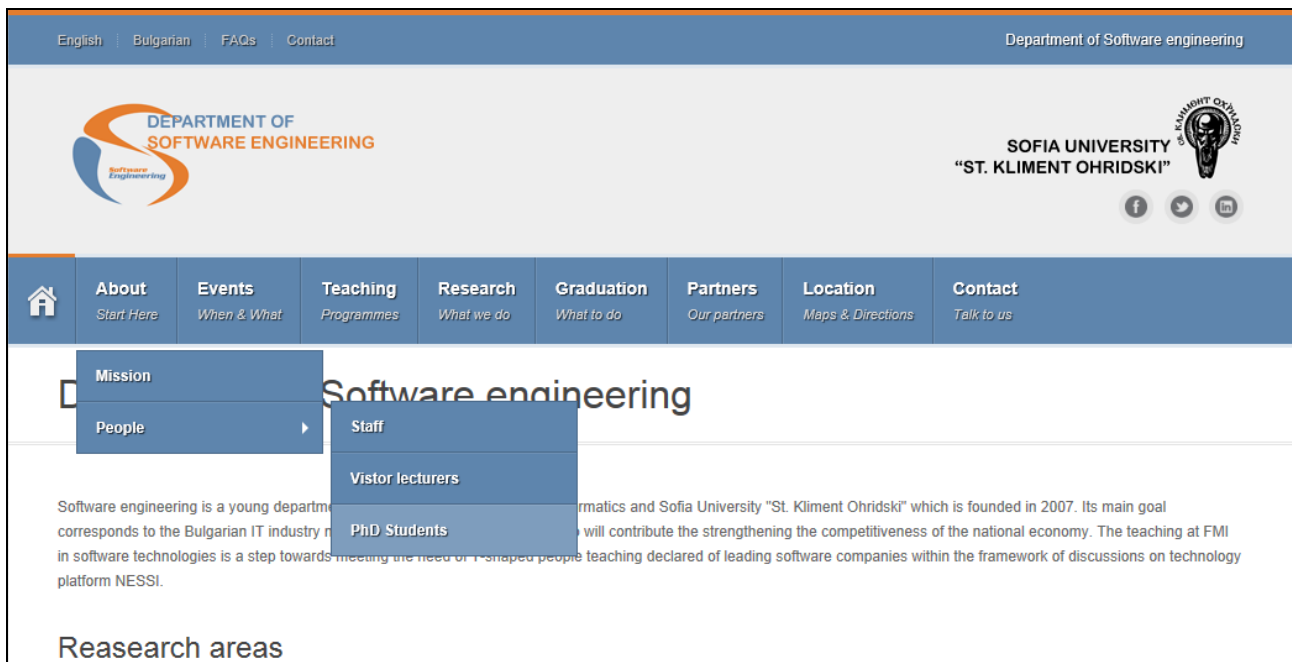 English Bulgarian FAQs Contact
Department of Software engineering
DEPARTMENT OF
SOFTWARE ENGINEERING
Software
Engineering
SOFIA UNIVERSITY
"ST. KLIMENT OHRIDSKI"
СВ. КЛИМЕНТ ОХРИДСКИ
About Events Teaching Research Graduation Partners Location Contact
Start Here When & What Programmes What we do What to do Our partners Maps & Directions Talk to us
Mission
People
Staff
Vistor lecturers
PhD Students
D Software engineering
Software engineering is a young departme rmatics and Sofia University "St. Kliment Ohridski" which is founded in 2007. Its main goal
corresponds to the Bulgarian IT industry n will contribute the strengthening the competitiveness of the national economy. The teaching at FMI
in software technologies is a step towards meeting the need of T-shaped people teaching declared of leading software companies within the framework of discussions on technology
platform NESSI.
Reasearch areas